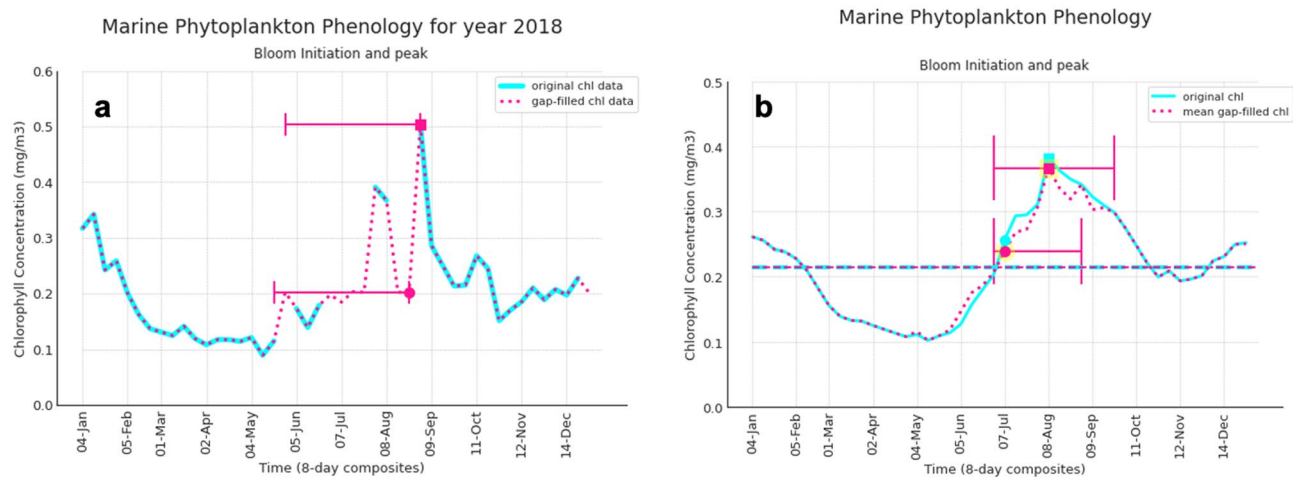 Marine Phytoplankton Phenology for year 2018
Bloom Initiation and peak
a
original chl data
gap-filled chl data
Chlorophyll Concentration (mg/m3)
0.6
0.5
0.4
0.3
0.2
0.1
0.0
04-Jan
05-Feb
01-Mar
02-Apr
04-May
05-Jun
07-Jul
08-Aug
09-Sep
11-Oct
12-Nov
14-Dec
Time (8-day composites)
Marine Phytoplankton Phenology
Bloom Initiation and peak
b
original chl
mean gap-filled chl
Chlorophyll Concentration (mg/m3)
0.5
0.4
0.3
0.2
0.1
0.0
04-Jan
05-Feb
01-Mar
02-Apr
04-May
05-Jun
07-Jul
08-Aug
09-Sep
11-Oct
12-Nov
14-Dec
Time (8-day composites)